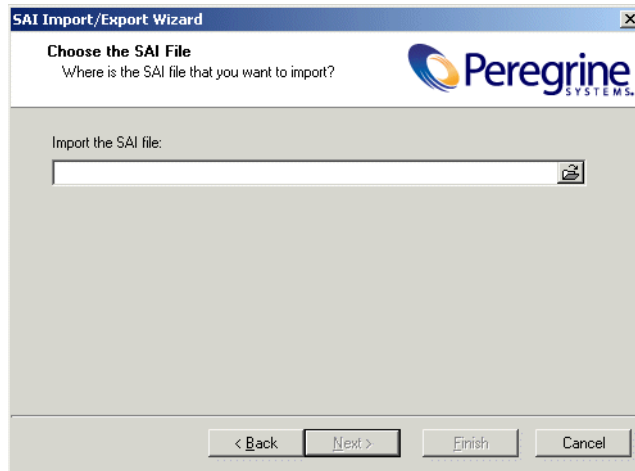 SAI Import/Export Wizard
Choose the SAI File
Where is the SAI file that you want to import?
Peregrine
SYSTEMS.
Import the SAI file:
< Back
Next >
Finish
Cancel